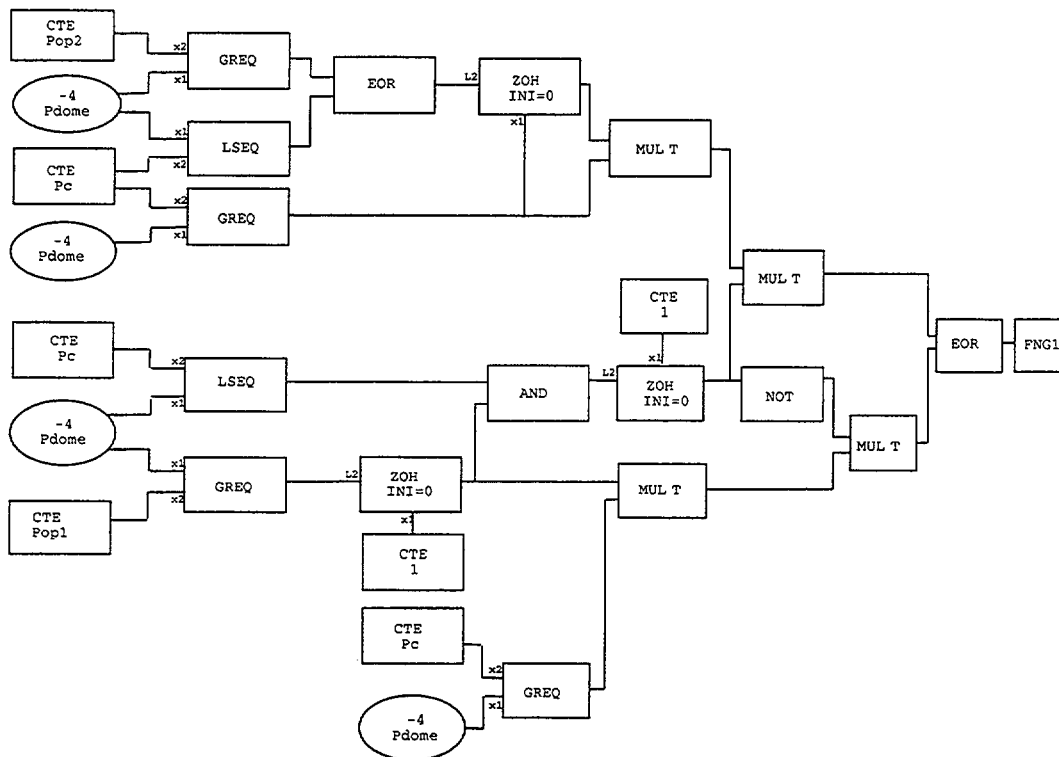 CTE
Pop2
x2
GREQ
x1
-4
Pdome
EOR
L2
ZOH
INI=0
x1
x1
LSEQ
x2
CTE
Pc
MUL T
x2
GREQ
x1
-4
Pdome
MUL T
CTE
1
x1
EOR
FNG1
CTE
Pc
x2
LSEQ
x1
AND
L2
ZOH
INI=0
NOT
-4
Pdome
MUL T
x1
GREQ
x2
L2
ZOH
INI=0
x1
MUL T
CTE
Pop1
CTE
1
CTE
Pc
x2
GREQ
x1
-4
Pdome